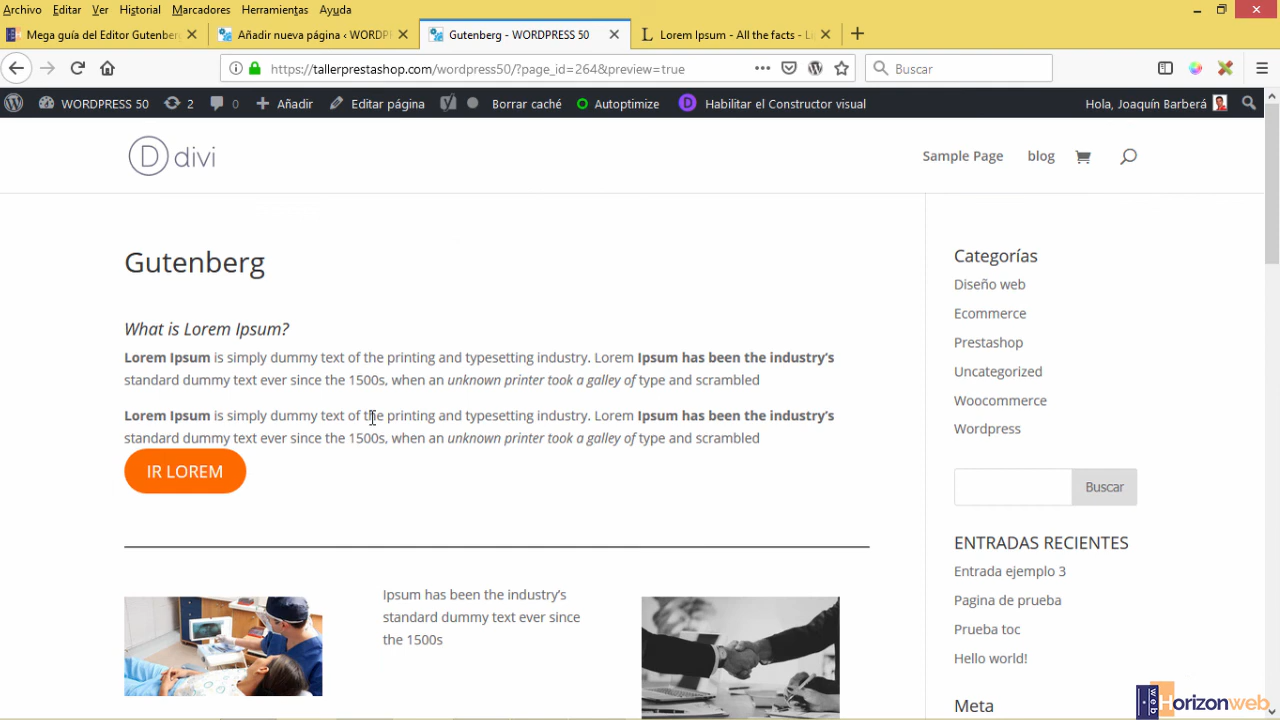 Archivo Editar Ver Historial Marcadores Herramientas Ayuda
Mega guía del Editor Gutenber
Añadir nueva página ‹ WORDP
Gutenberg - WORDPRESS 50
Lorem Ipsum - All the facts - Li
https://tallerprestashop.com/wordpress50/?page_id=264&preview=true
Buscar
WORDPRESS 50 2 0 Añadir Editar página Borrar caché Autoptimize Habilitar el Constructor visual Hola, Joaquín Barberá
D divi
Sample Page blog
Gutenberg
What is Lorem Ipsum?
Lorem Ipsum is simply dummy text of the printing and typesetting industry. Lorem Ipsum has been the industry’s
standard dummy text ever since the 1500s, when an unknown printer took a galley of type and scrambled
Lorem Ipsum is simply dummy text of the printing and typesetting industry. Lorem Ipsum has been the industry’s
standard dummy text ever since the 1500s, when an unknown printer took a galley of type and scrambled
IR LOREM
Ipsum has been the industry’s
standard dummy text ever since
the 1500s
Categorías
Diseño web
Ecommerce
Prestashop
Uncategorized
Woocommerce
Wordpress
Buscar
ENTRADAS RECIENTES
Entrada ejemplo 3
Pagina de prueba
Prueba toc
Hello world!
Meta
web Horizonweb